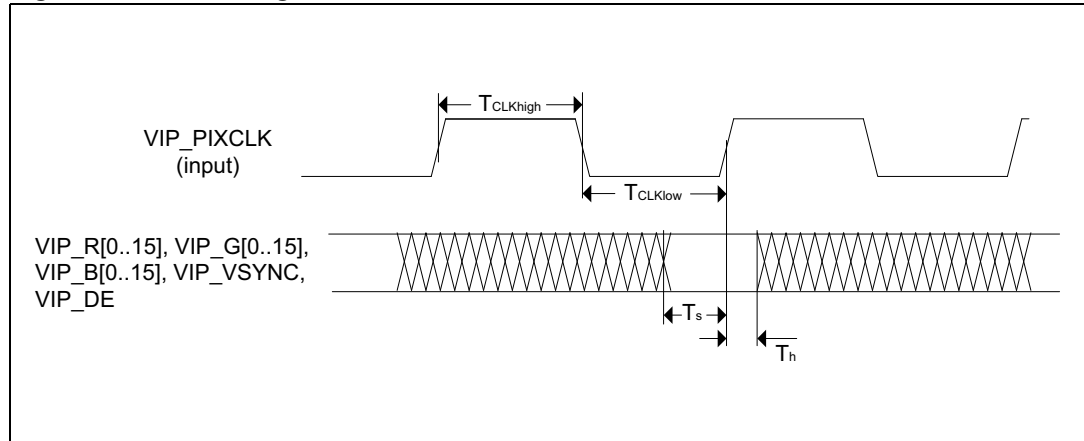 TCLKhigh
VIP_PIXCLK
(input)
TCLKlow
VIP_R[0..15], VIP_G[0..15],
VIP_B[0..15], VIP_VSYNC,
VIP_DE
Ts
Th